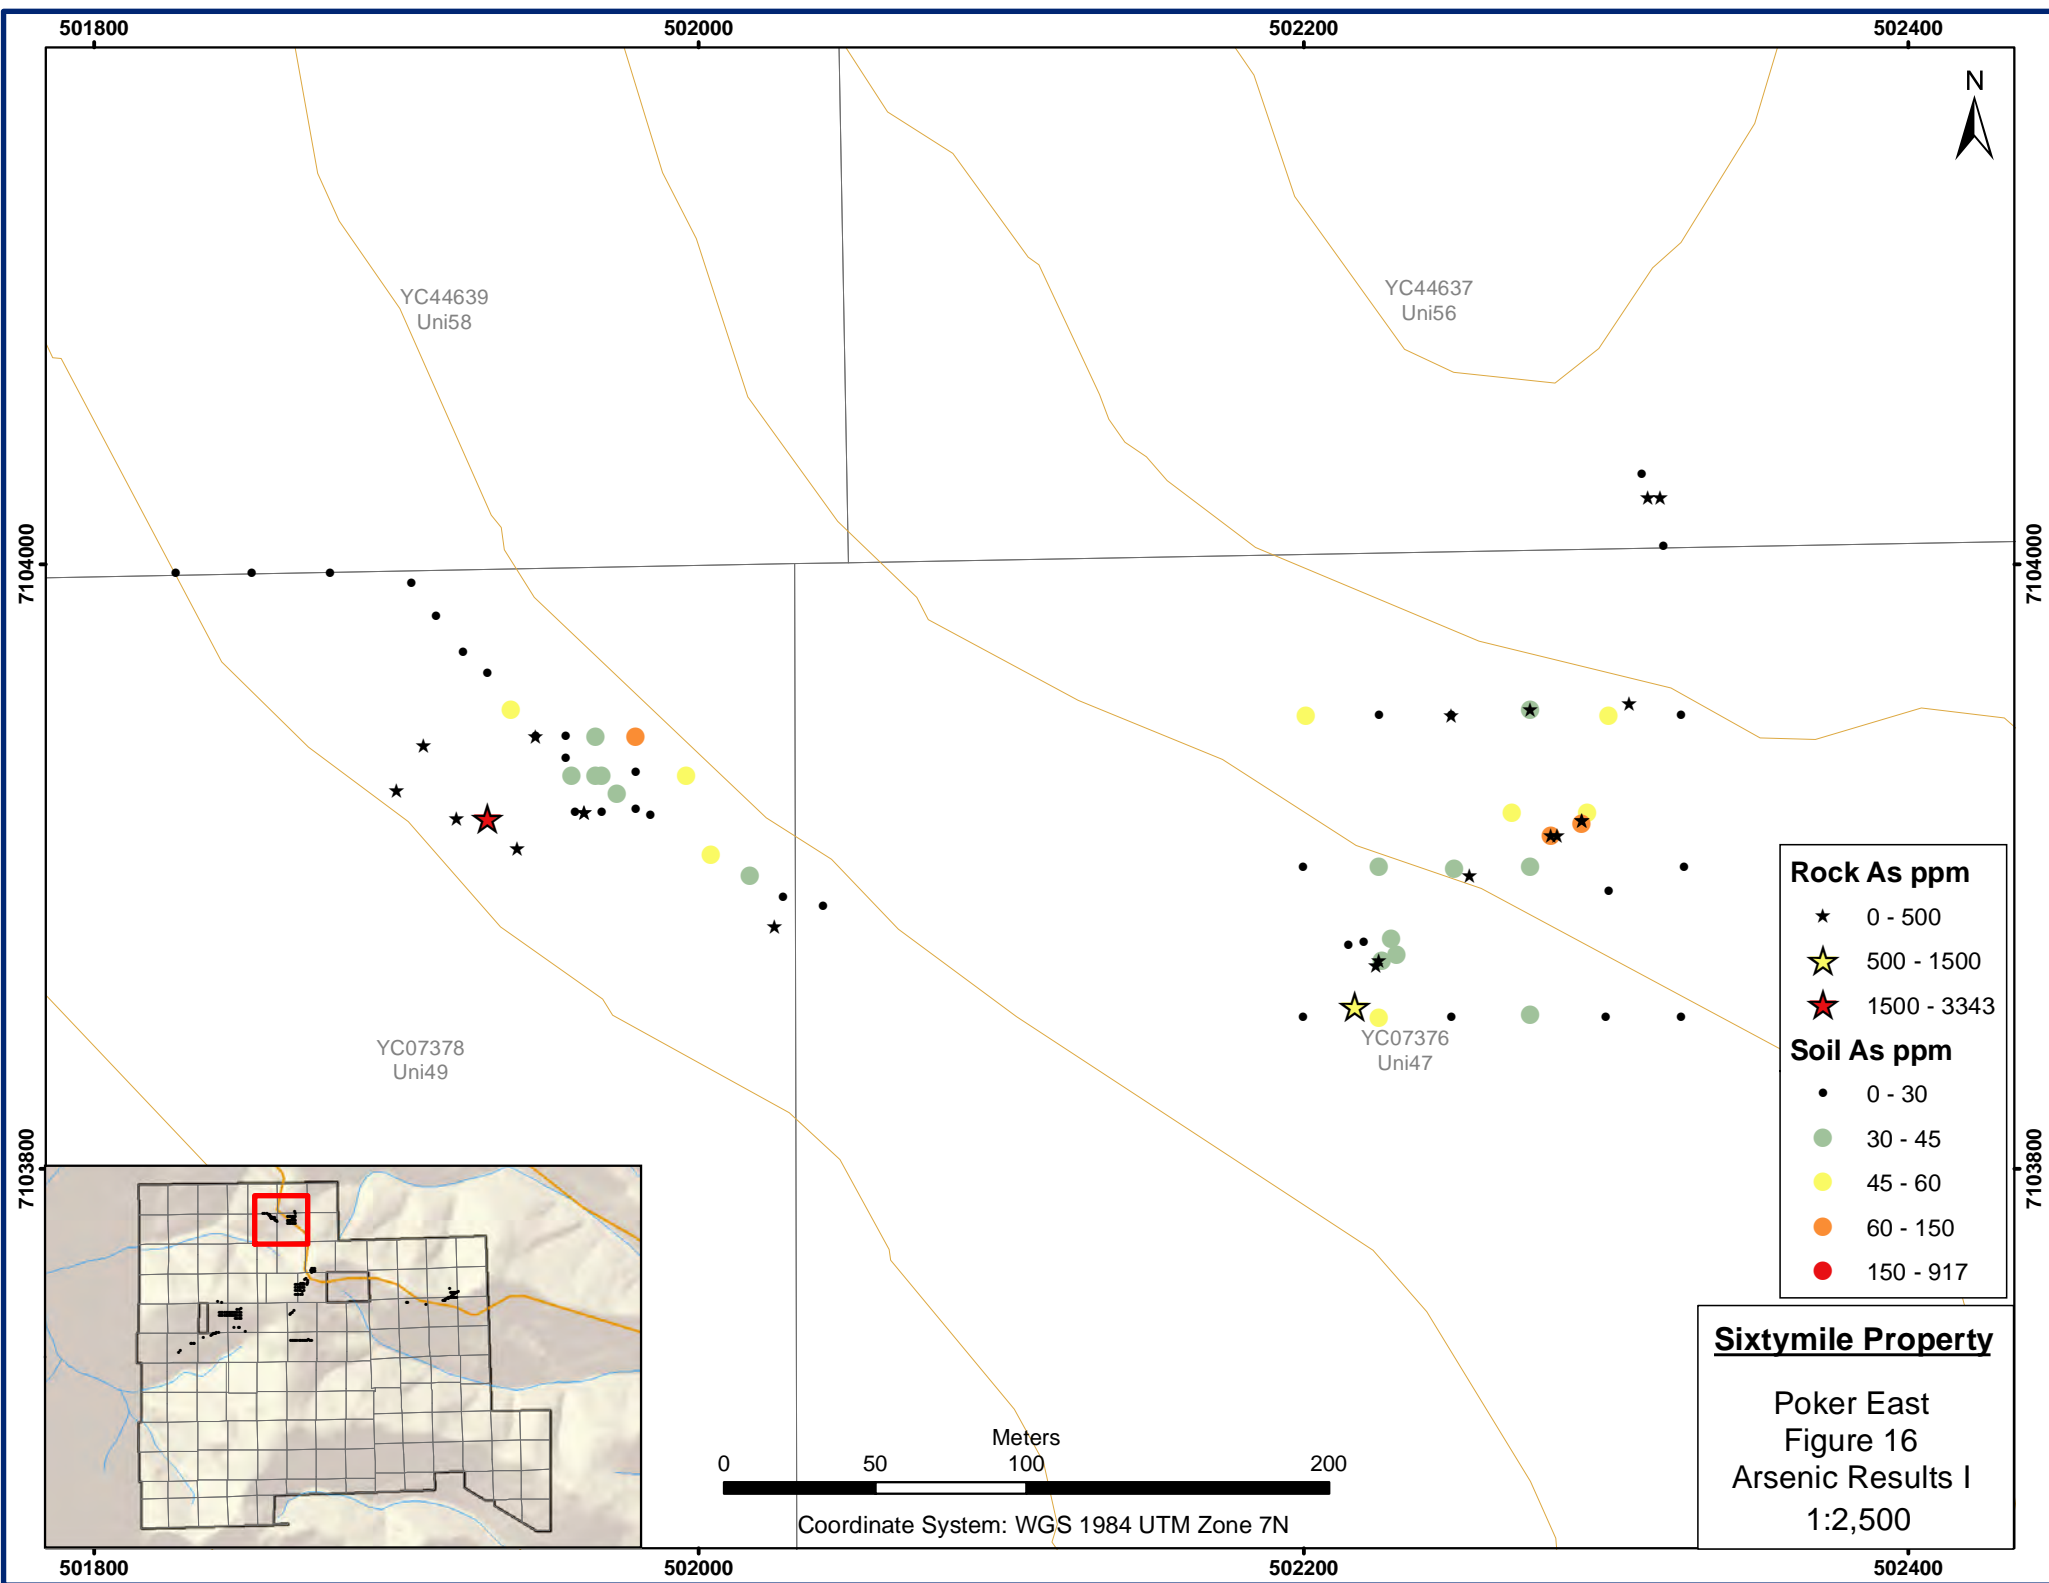 501800
502000
502200
502400
N
YC44639
Uni58
YC44637
Uni56
7104000
7104000
Rock As ppm
0 - 500
500 - 1500
1500 - 3343
Soil As ppm
0 - 30
30 - 45
45 - 60
60 - 150
150 - 917
YC07378
Uni49
YC07376
Uni47
7103800
7103800
Sixtymile Property
Poker East
Figure 16
Arsenic Results I
1:2,500
Meters
0
50
100
200
Coordinate System: WGS 1984 UTM Zone 7N
501800
502000
502200
502400